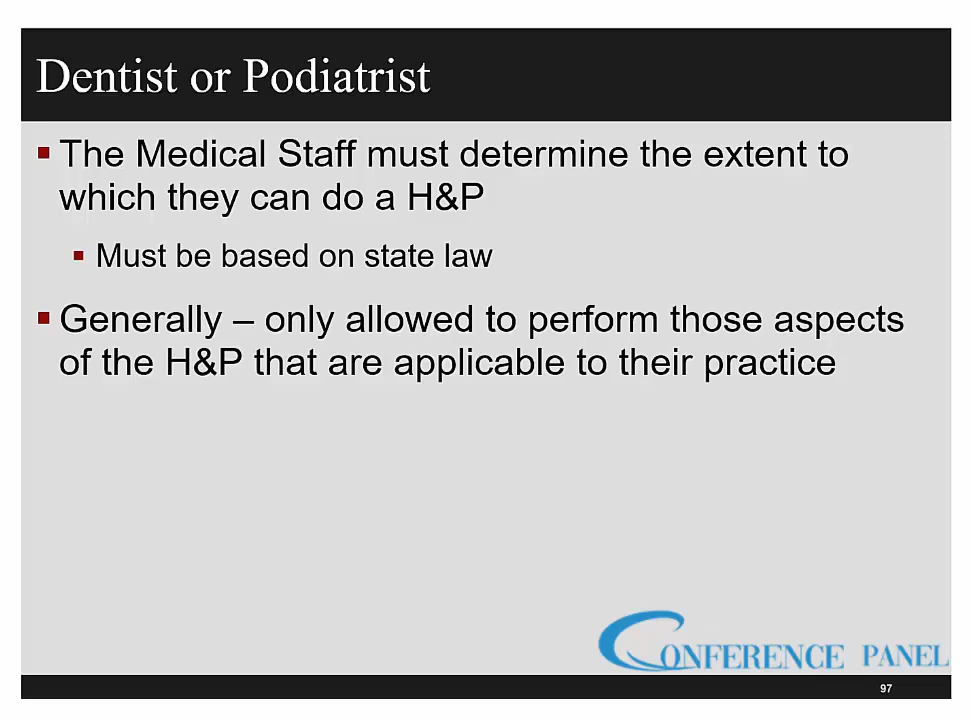 Dentist or Podiatrist
▪ The Medical Staff must determine the extent to
which they can do a H&P
▪ Must be based on state law
▪ Generally – only allowed to perform those aspects
of the H&P that are applicable to their practice
CONFERENCE PANEL
97